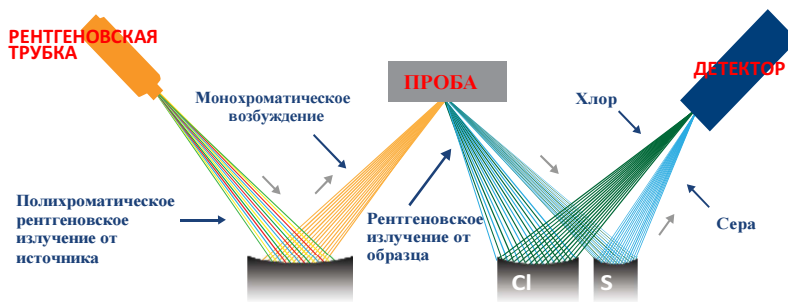 РЕНТГЕНОВСКАЯ
ТРУБКА
Монохроматическое
возбуждение
ПРОБА
Хлор
ДЕТЕКТОР
Полихроматическое
рентгеновское
излучение от
источника
Рентгеновское
излучение от
образца
Сера
Cl
S